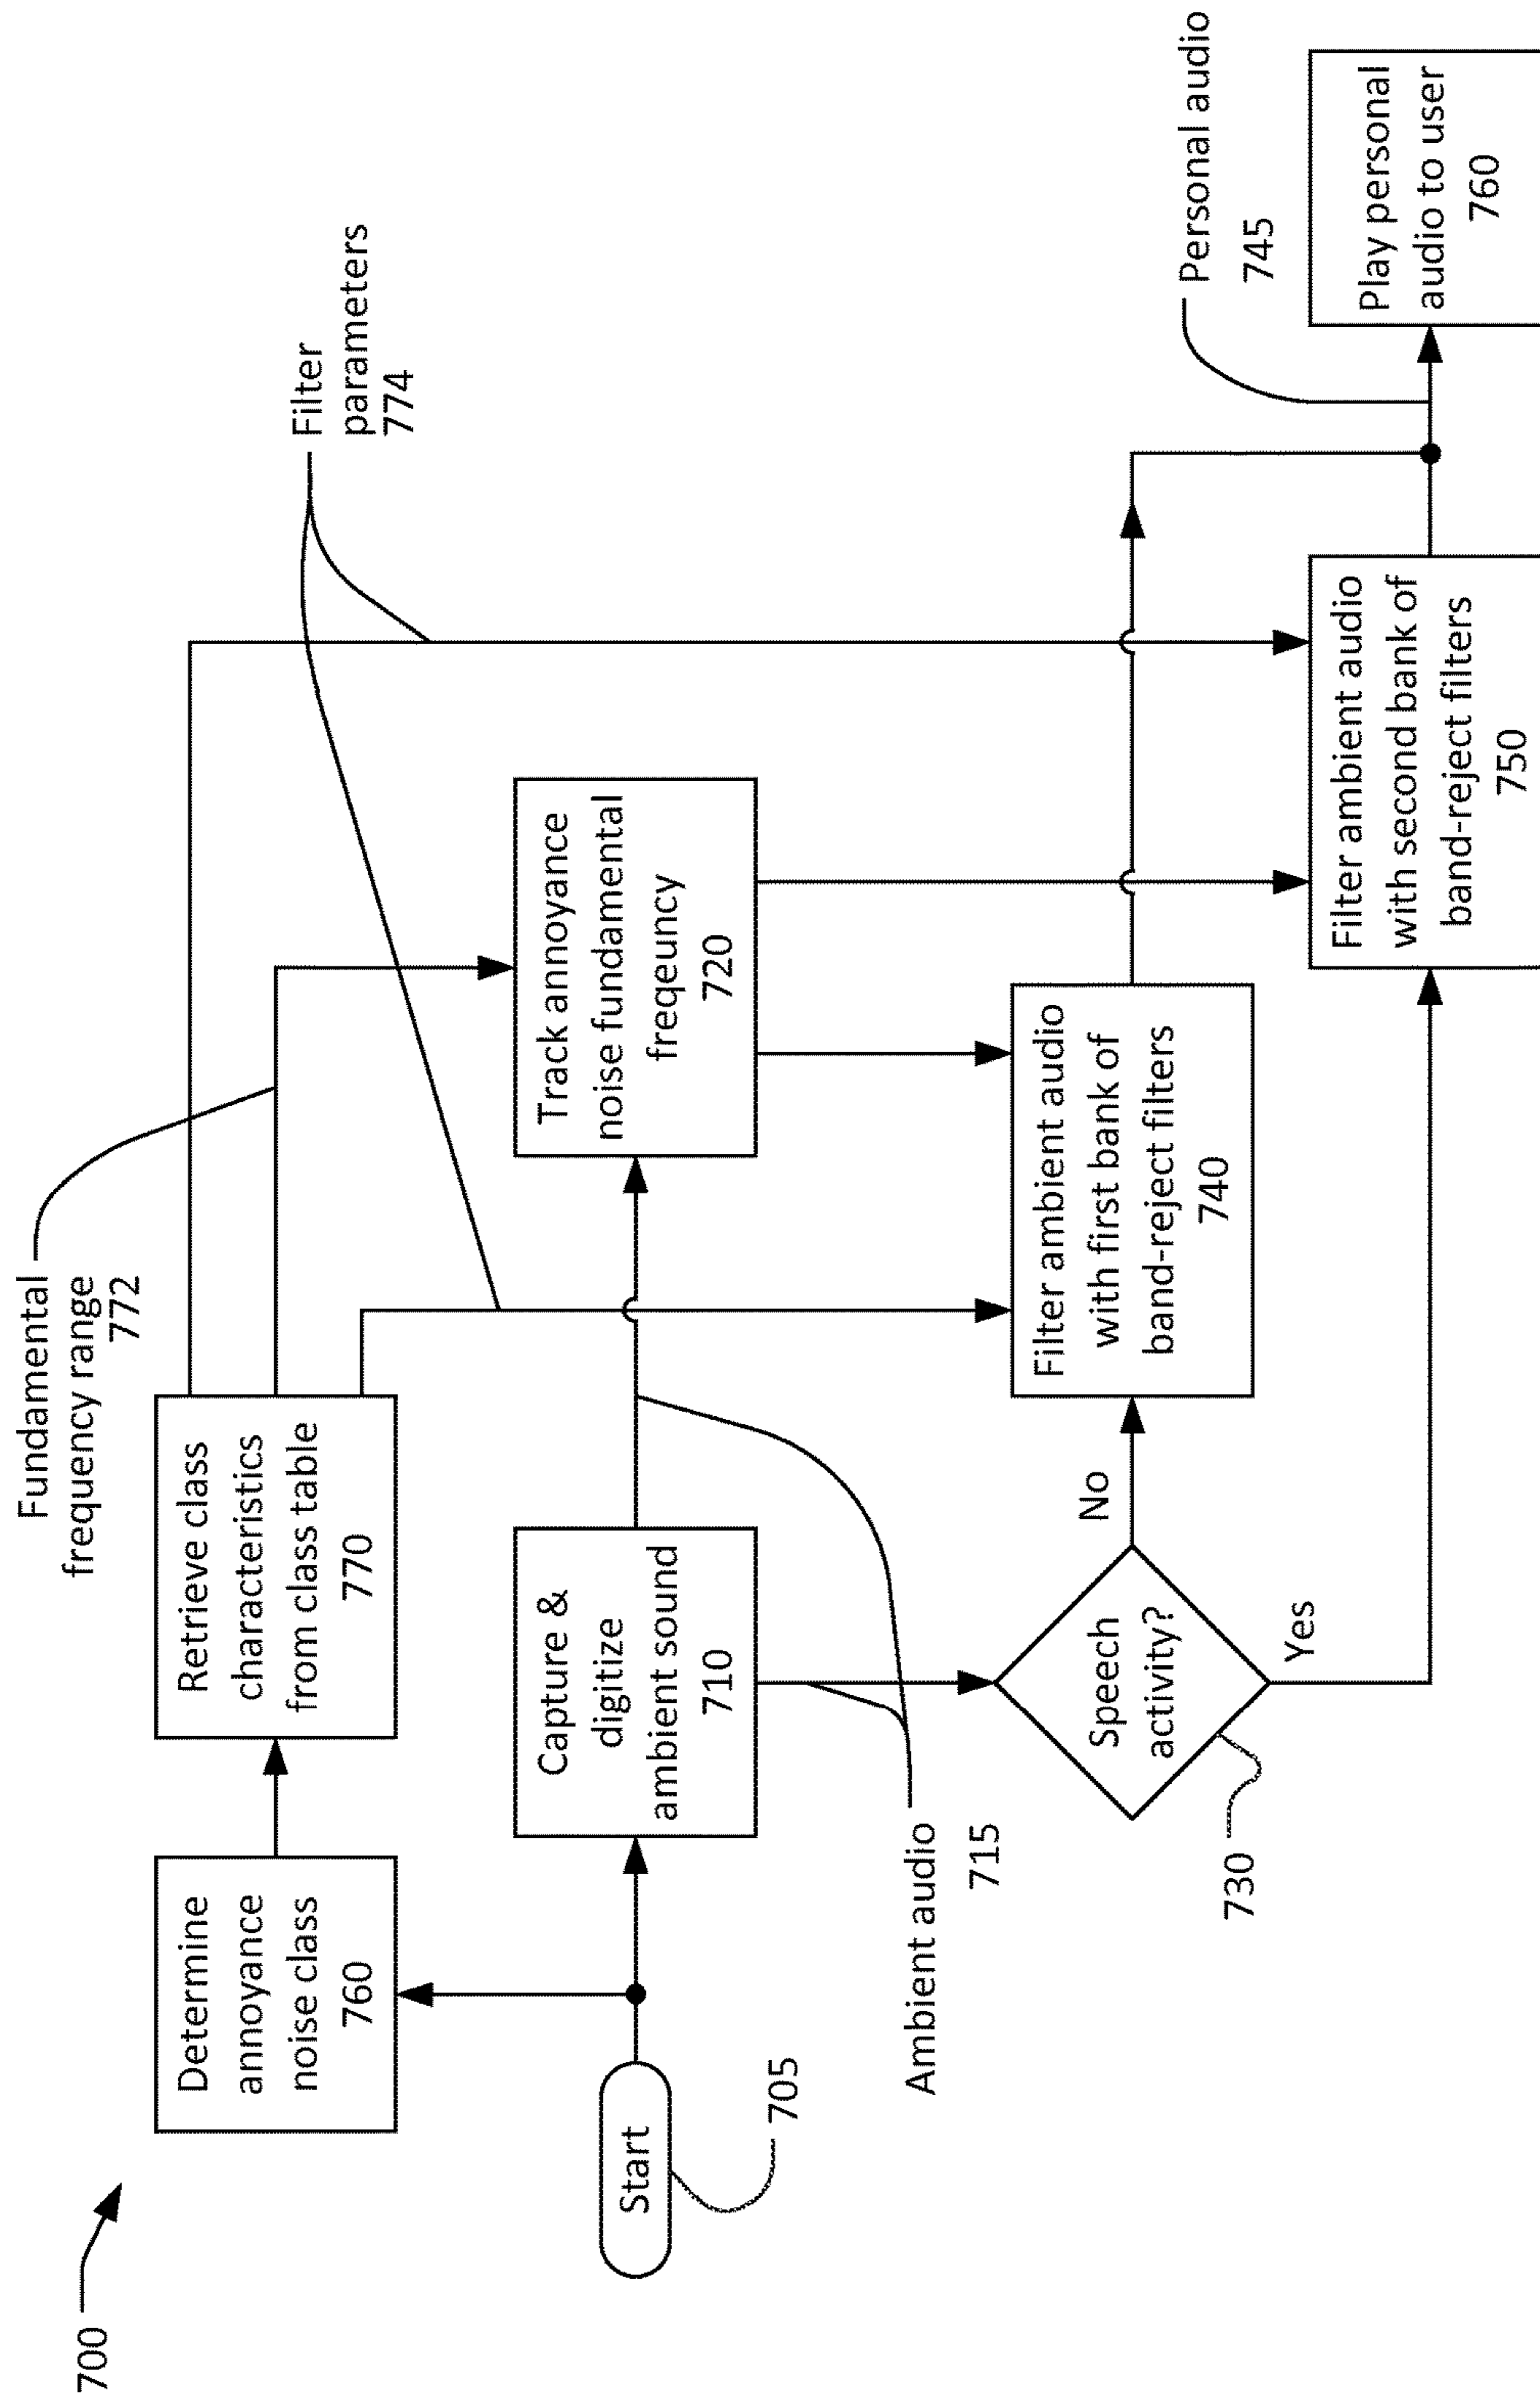 700
Determine
annoyance
noise class
760
Retrieve class
characteristics
from class table
770
Fundamental
frequency range
772
Filter
parameters
774
Start
705
Capture &
digitize
ambient sound
710
Track annoyance
noise fundamental
freqeuncy
720
Ambient audio
715
Speech
activity?
730
No
Yes
Filter ambient audio
with first bank of
band-reject filters
740
Filter ambient audio
with second bank of
band-reject filters
750
Personal audio
745
Play personal
audio to user
760